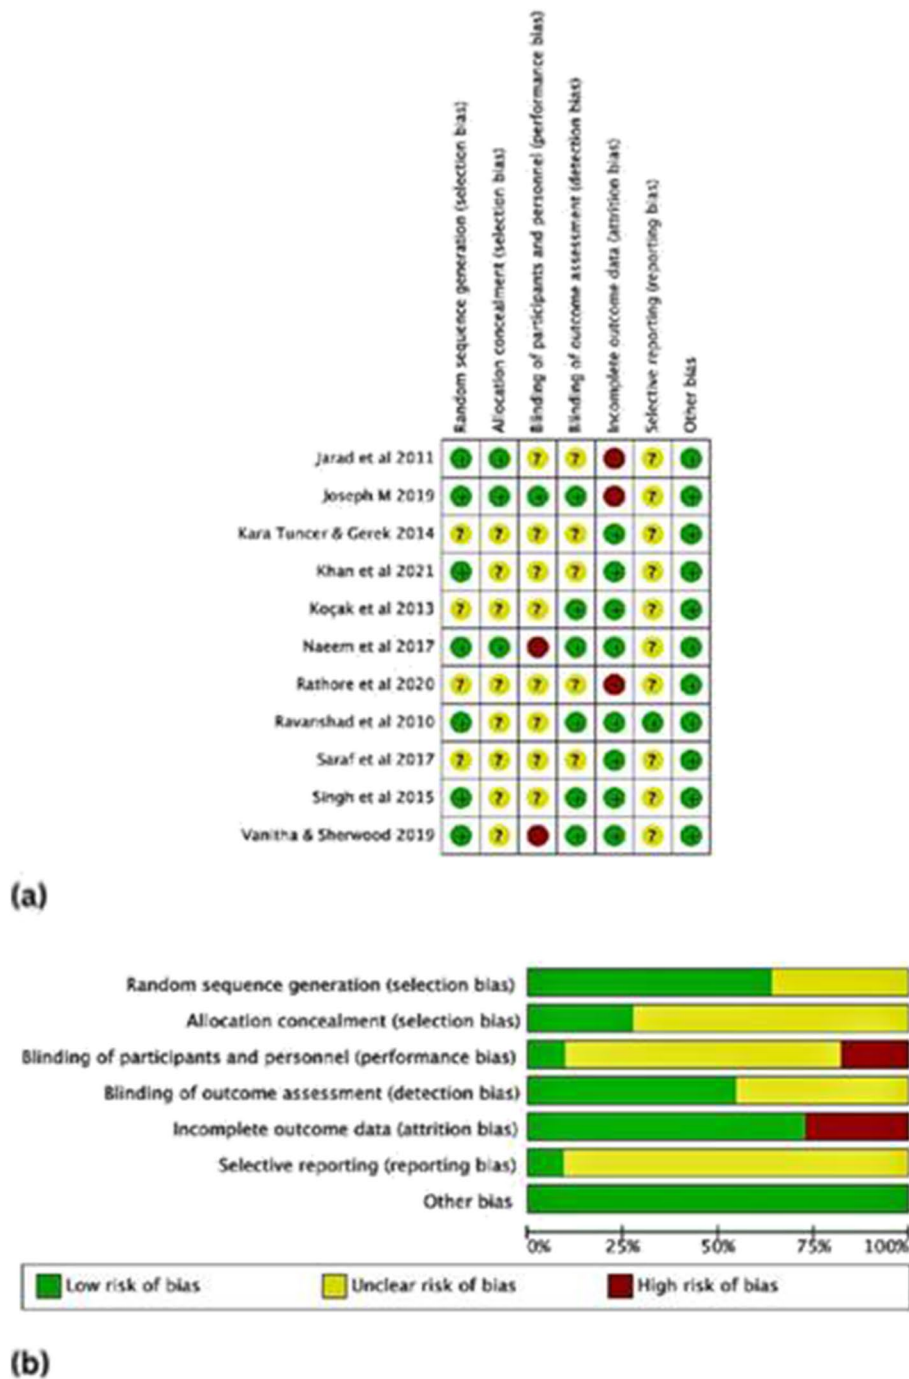 Random sequence generation (selection bias)
Allocation concealment (selection bias)
Blinding of participants and personnel (performance bias)
Blinding of outcome assessment (detection bias)
Incomplete outcome data (attrition bias)
Selective reporting (reporting bias)
Other bias
Jarad et al 2011 + + ? ? ? +
Joseph M 2019 + + + + ? +
Kara Tuncer & Gerek 2014 ? ? ? ? + ? +
Khan et al 2021 + ? ? ? + ? +
Koçak et al 2013 ? ? ? + + ? +
Naeem et al 2017 + + + + ? +
Rathore et al 2020 ? ? ? ? ? +
Ravanshad et al 2010 + ? ? + + + +
Saraf et al 2017 ? ? ? ? + ? +
Singh et al 2015 + ? ? + + ? +
Vanitha & Sherwood 2019 + ? + + ? +
(a)
Random sequence generation (selection bias)
Allocation concealment (selection bias)
Blinding of participants and personnel (performance bias)
Blinding of outcome assessment (detection bias)
Incomplete outcome data (attrition bias)
Selective reporting (reporting bias)
Other bias
0% 25% 50% 75% 100%
Low risk of bias Unclear risk of bias High risk of bias
(b)